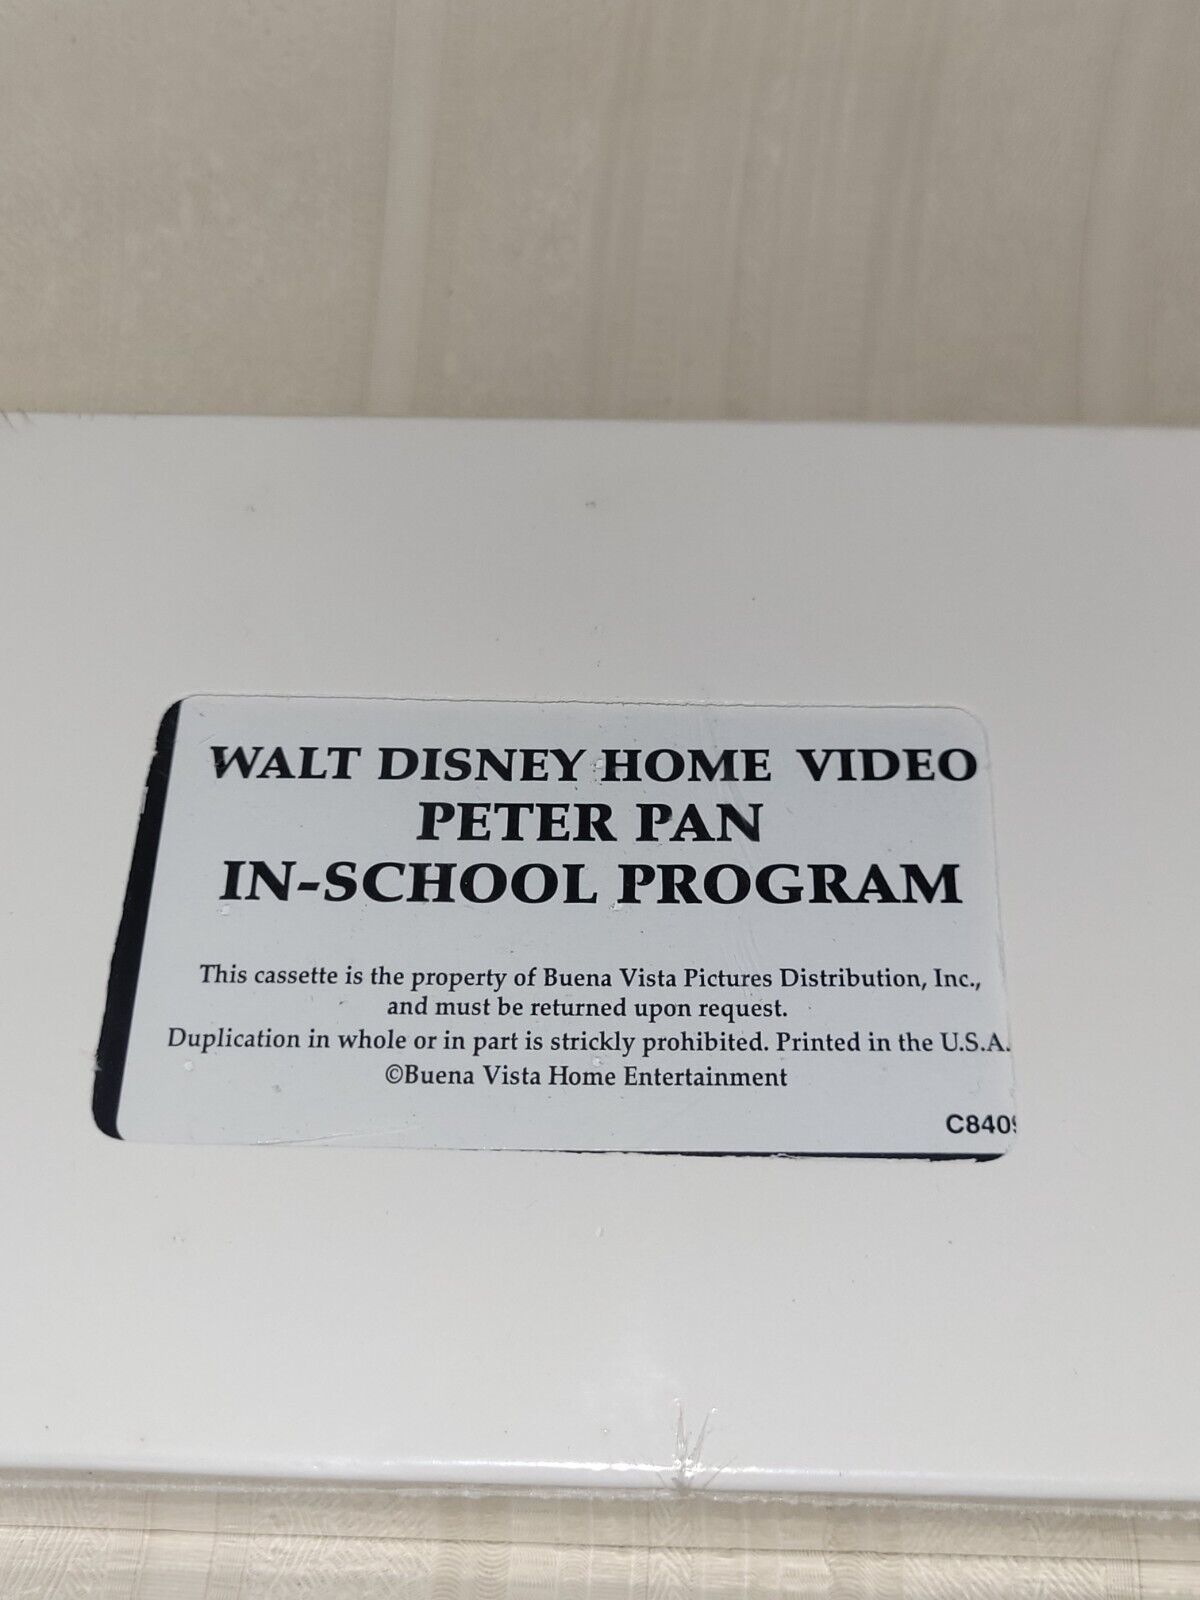 WALT DISNEY HOME VIDEO
PETER PAN
IN-SCHOOL PROGRAM
This cassette is the property of Buena Vista Pictures Distribution, Inc.,
and must be returned upon request.
Duplication in whole or in part is strickly prohibited. Printed in the U.S.A.
©Buena Vista Home Entertainment
C8409